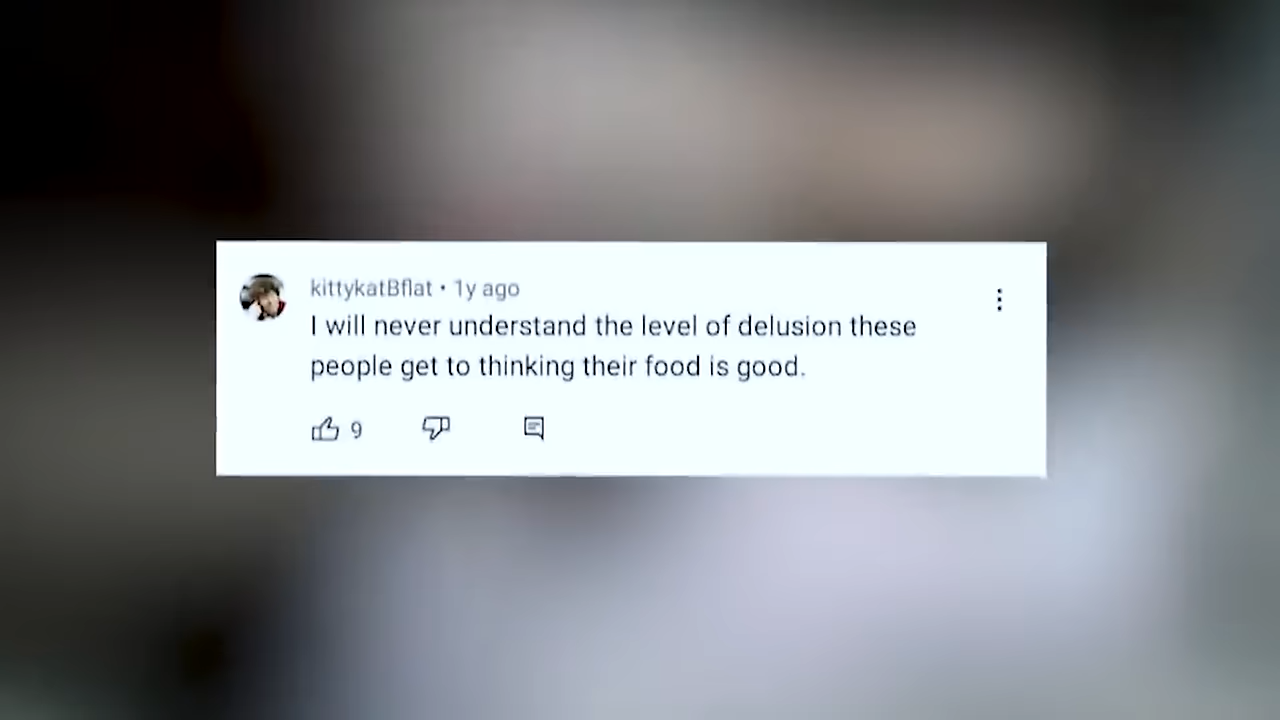 kittykatBflat • 1y ago
I will never understand the level of delusion these
people get to thinking their food is good.
9